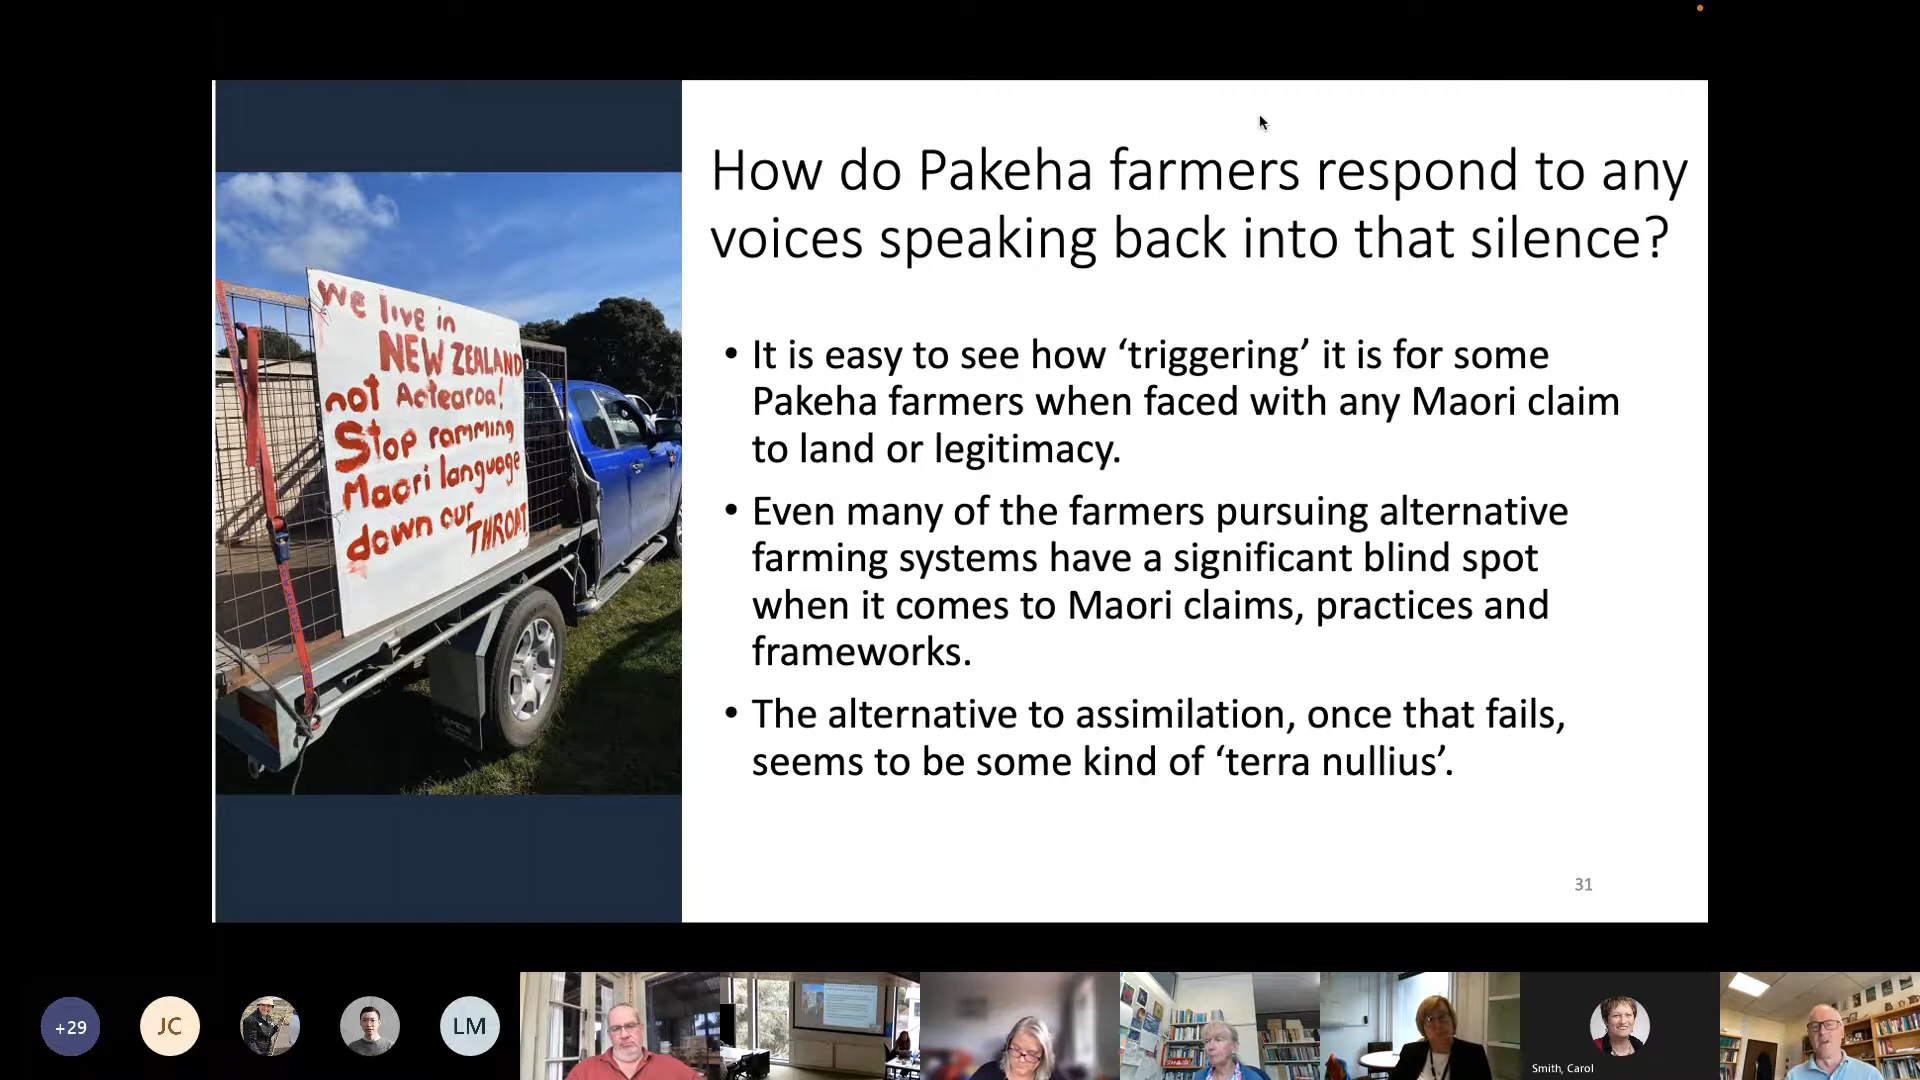 How do Pakeha farmers respond to any
voices speaking back into that silence?
We live in
NEW ZEALAND
not Aotearoa!
Stop ramming
Maori language
down our
THROAT
• It is easy to see how ‘triggering’ it is for some
Pakeha farmers when faced with any Maori claim
to land or legitimacy.
• Even many of the farmers pursuing alternative
farming systems have a significant blind spot
when it comes to Maori claims, practices and
frameworks.
• The alternative to assimilation, once that fails,
seems to be some kind of ‘terra nullius’.
31
+29
JC
LM
Smith, Carol